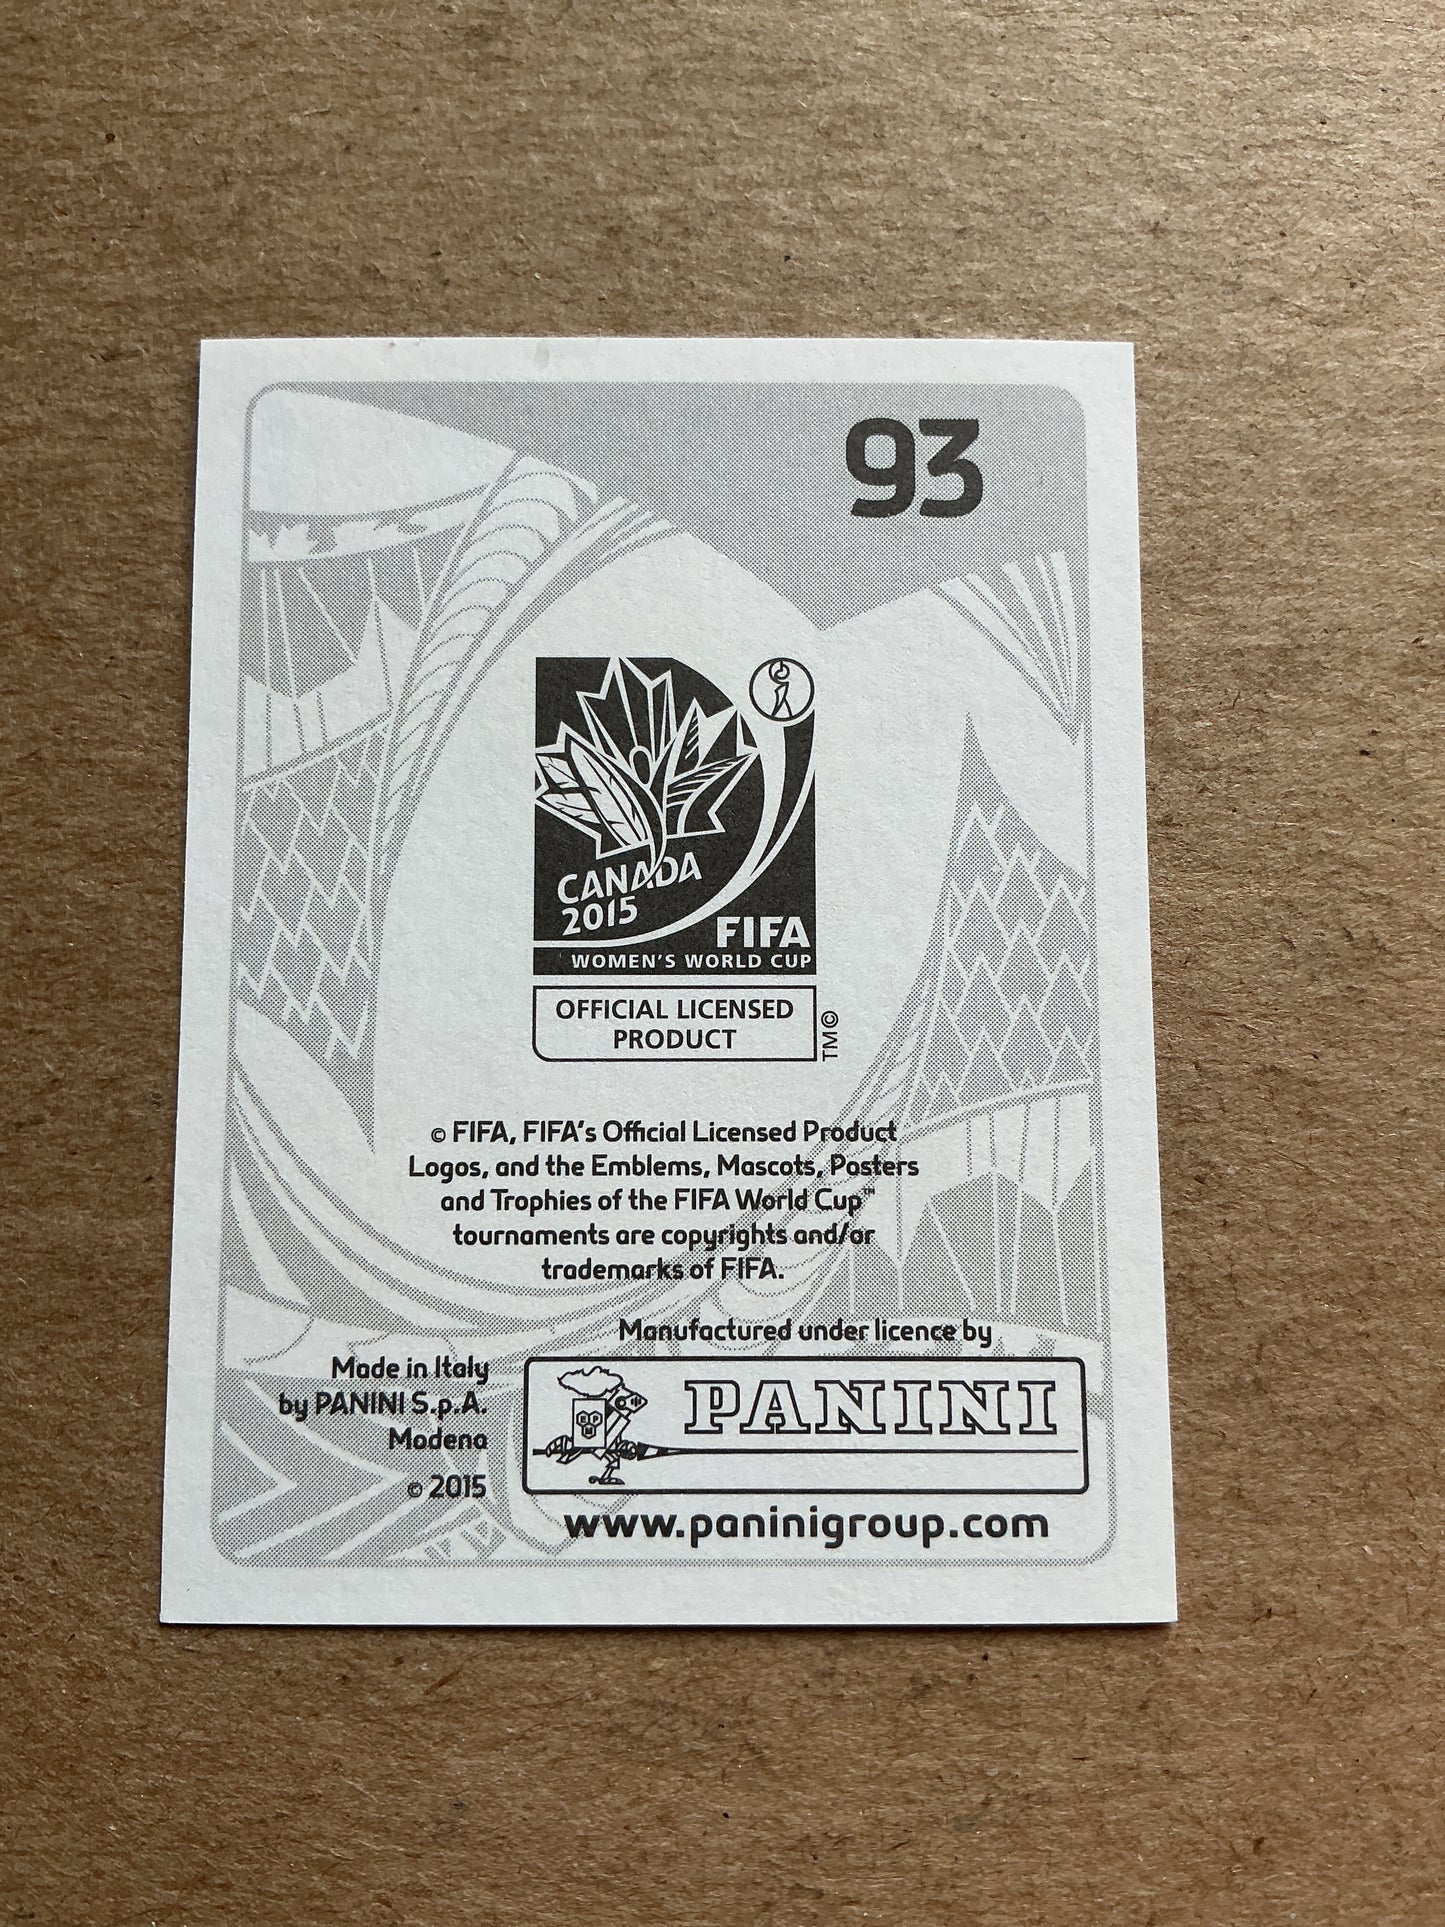 93
CANADA
2015
FIFA
WOMEN'S WORLD CUP
OFFICIAL LICENSED
PRODUCT
TM©
© FIFA, FIFA's Official Licensed Product
Logos, and the Emblems, Mascots, Posters
and Trophies of the FIFA World Cup™
tournaments are copyrights and/or
trademarks of FIFA.
Manufactured under licence by
Made in Italy
by PANINI S.p.A.
Modena
© 2015
PANINI
www.paninigroup.com